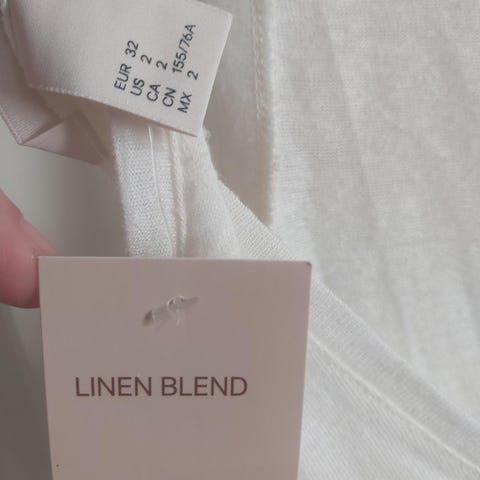 EUR 32
US 2
CA 2
CN 155/76A
MX 2
LINEN BLEND